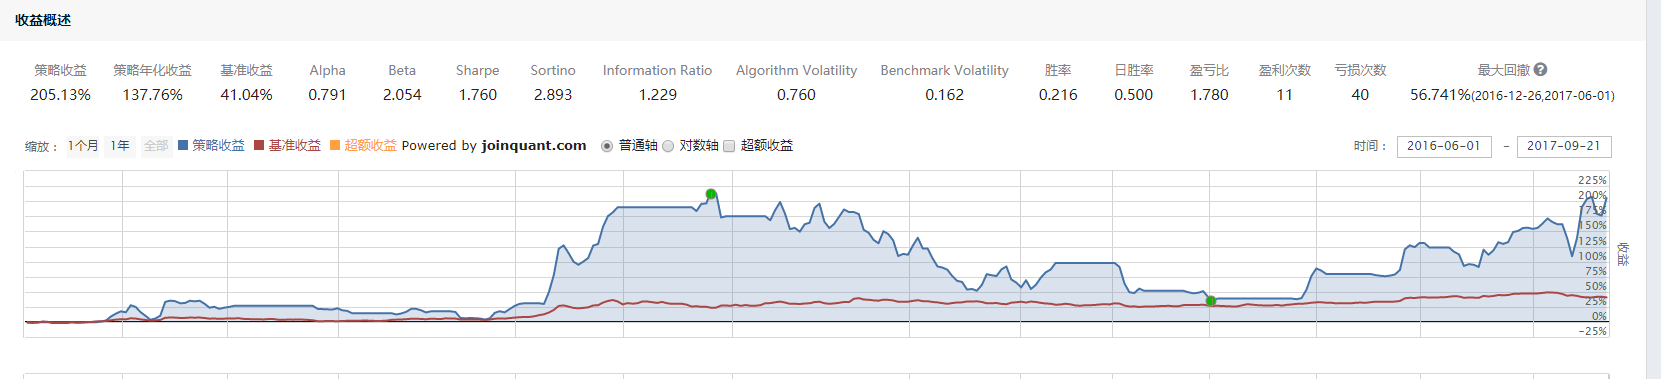 收益概述
策略收益 策略年化收益 基准收益 Alpha Beta Sharpe Sortino Information Ratio Algorithm Volatility Benchmark Volatility 胜率 日胜率 盈亏比 盈利次数 亏损次数 最大回撤 ?
205.13% 137.76% 41.04% 0.791 2.054 1.760 2.893 1.229 0.760 0.162 0.216 0.500 1.780 11 40 56.741%(2016-12-26,2017-06-01)
缩放： 1个月 1年 全部 策略收益 基准收益 超额收益 Powered by joinquant.com 普通轴 对数轴 超额收益 时间： 2016-06-01 - 2017-09-21
225%
200%
175%
150%
125%
100%
75%
50%
25%
0%
-25%
收益